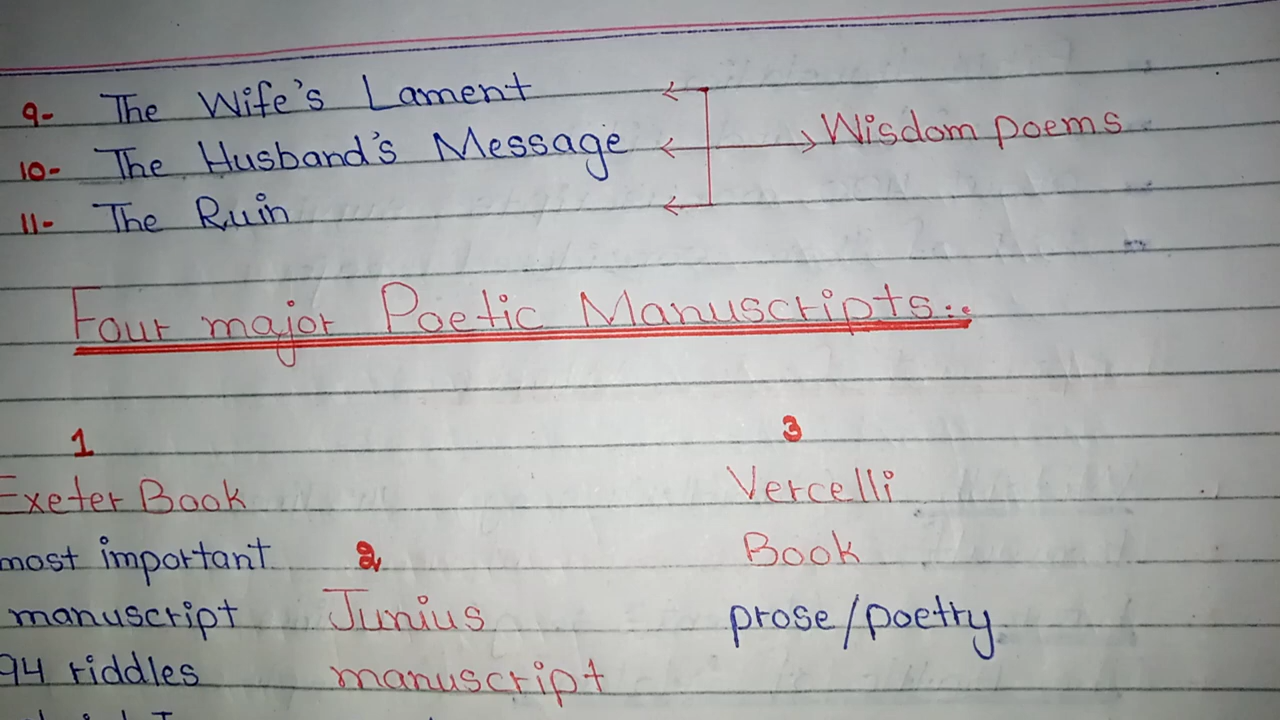 9- The Wife's Lament
10- The Husband's Message
11- The Ruin
Wisdom poems
Four major Poetic Manuscripts:.
1
Exeter Book
most important
manuscript
94 riddles
2
Junius
manuscript
3
Vercelli
Book
prose/poetry